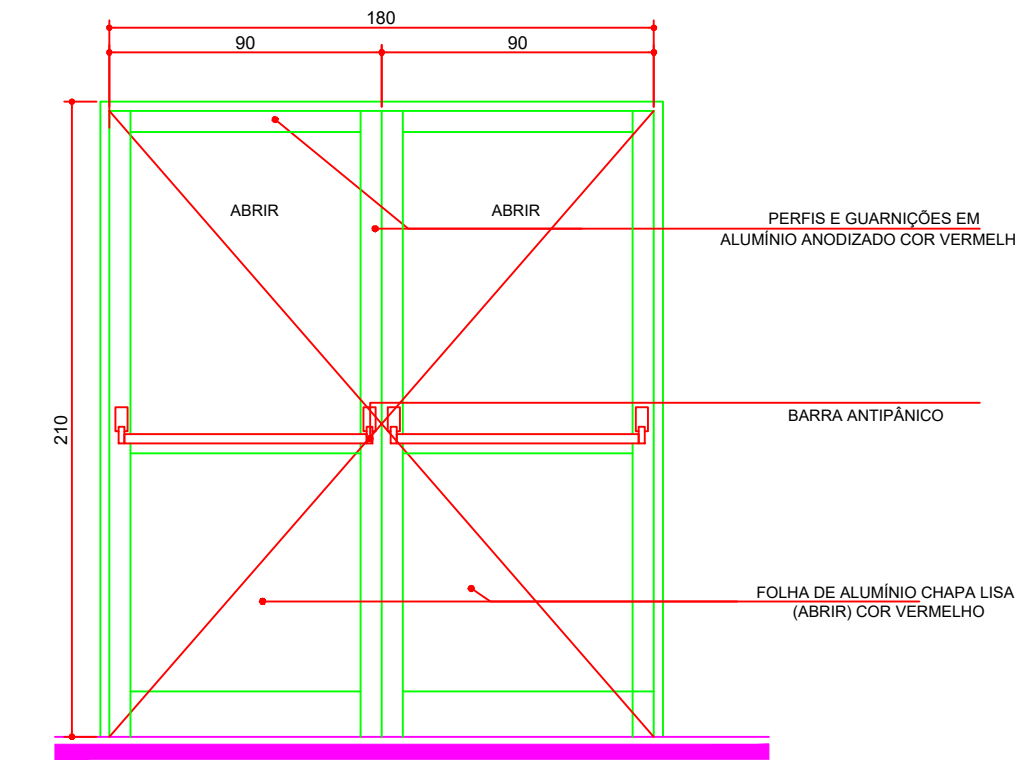 180
90
90
ABRIR
ABRIR
PERFIS E GUARNIÇÕES EM
ALUMÍNIO ANODIZADO COR VERMELH
210
BARRA ANTIPÂNICO
FOLHA DE ALUMÍNIO CHAPA LISA
(ABRIR) COR VERMELHO